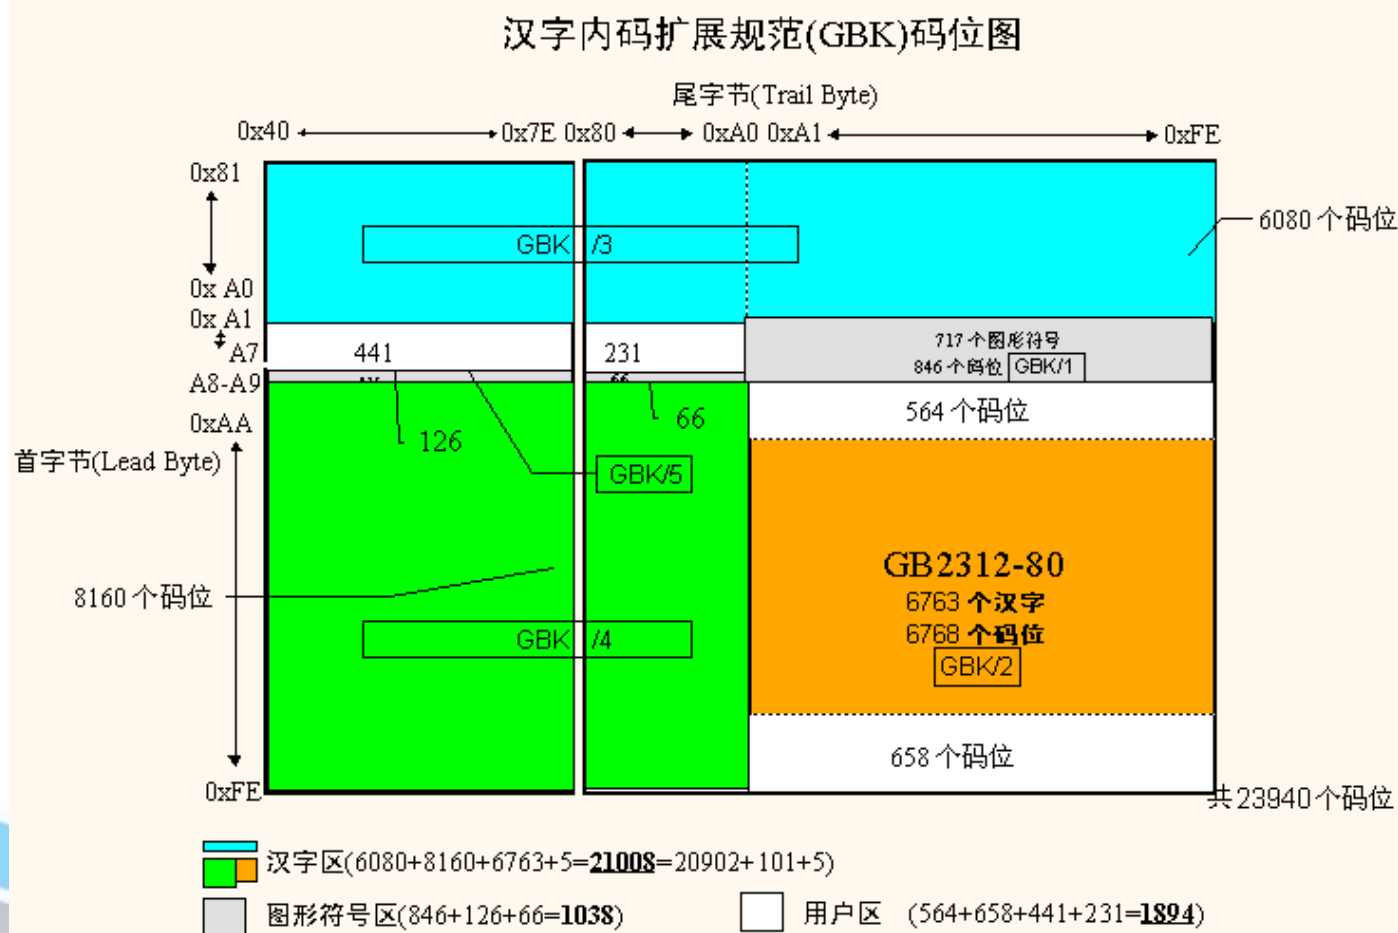 汉字内码扩展规范(GBK)码位图
尾字节(Trail Byte)
0x40 0x7E 0x80 0xA0 0xA1 0xFE
0x81
6080 个码位
GBK /3
0x A0
0x A1
717 个图形符号
A7 441 231
846 个码位 GBK/1
A8-A9
66
564 个码位
0xAA
126
66
首字节(Lead Byte)
GBK/5
GB2312-80
8160 个码位
6763 个汉字
6768 个码位
GBK /4
GBK/2
658 个码位
0xFE
共23940个码位
汉字区(6080+8160+6763+5=21008=20902+101+5)
图形符号区(846+126+66=1038) 用户区 (564+658+441+231=1894)